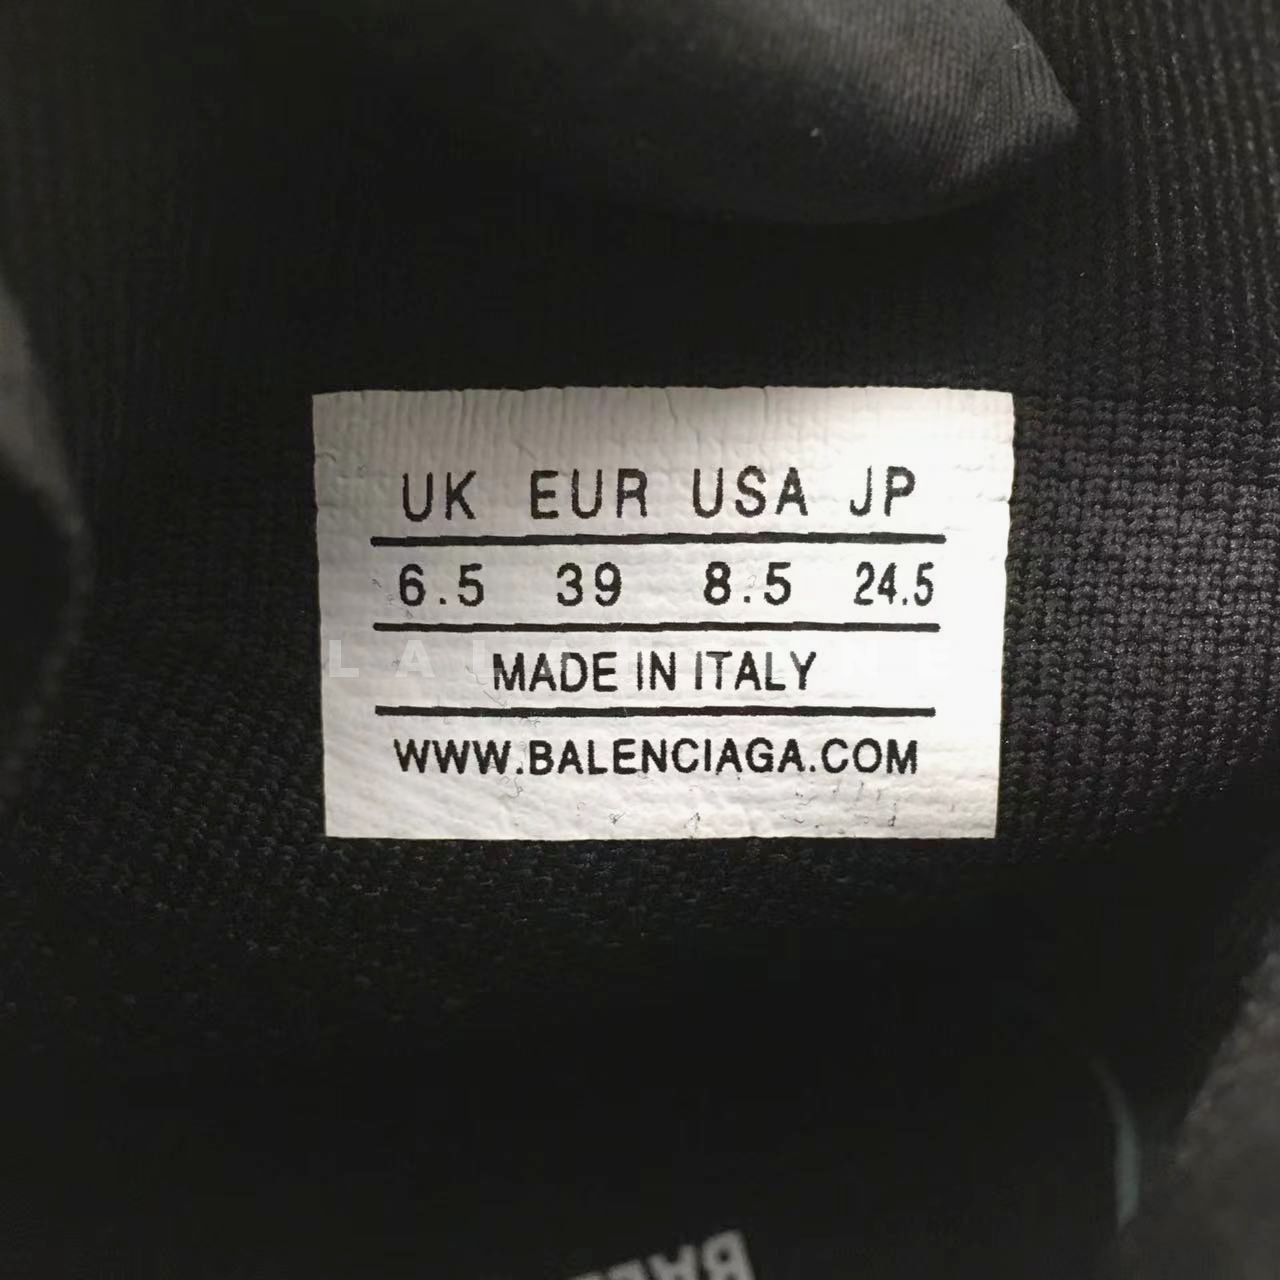 UK EUR USA JP
6.5 39 8.5 24.5
MADE IN ITALY
WWW.BALENCIAGA.COM